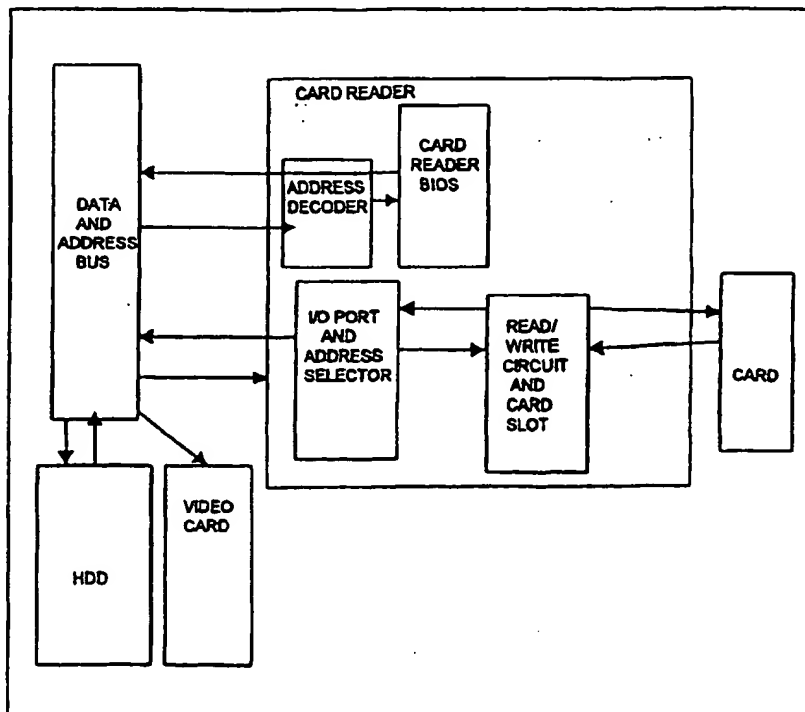 CARD READER
CARD
READER
BIOS
ADDRESS
DECODER
DATA
AND
ADDRESS
BUS
I/O PORT
AND
ADDRESS
SELECTOR
READ/
WRITE
CIRCUIT
AND
CARD
SLOT
CARD
HDD
VIDEO
CARD